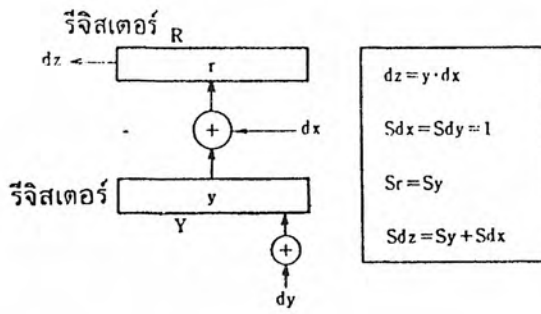 รีจิสเตอร์ R
dz
r
+
dx
รีจิสเตอร์
y
Y
+
dy
dz=y·dx
Sdx=Sdy=1
Sr=Sy
Sdz=Sy+Sdx